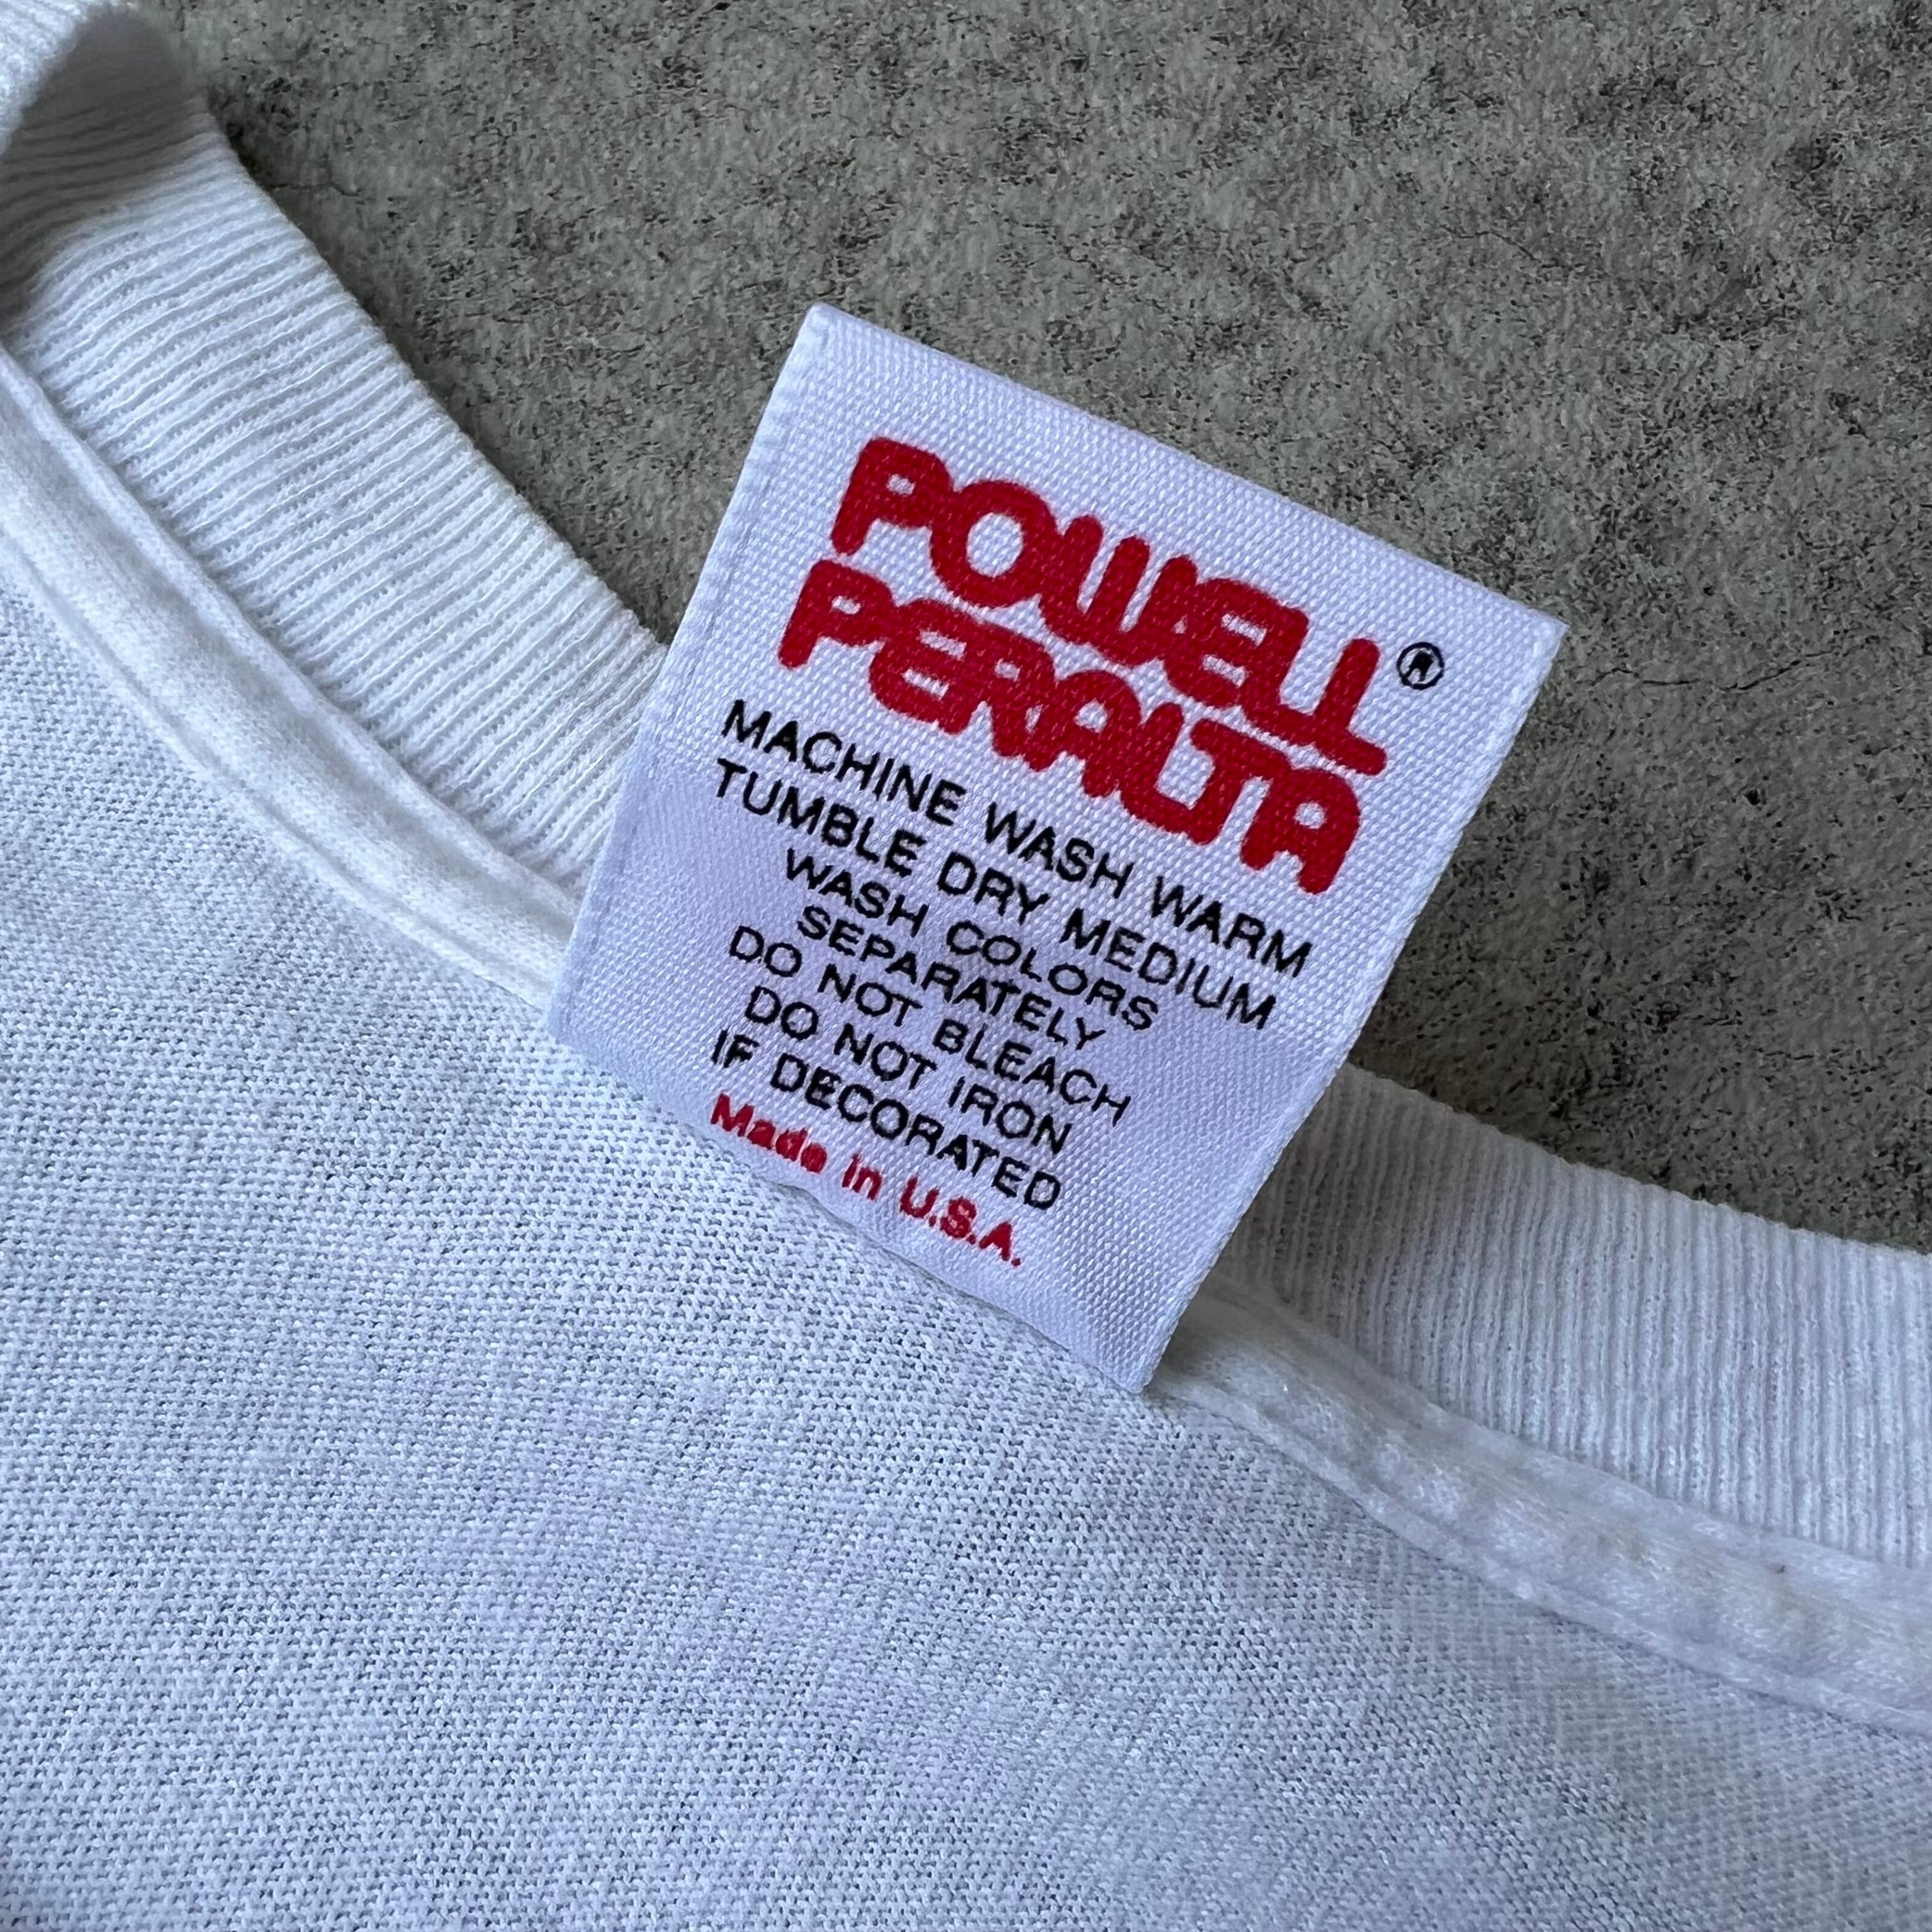 POWELL ®
PERALTA
MACHINE WASH WARM
TUMBLE DRY MEDIUM
WASH COLORS
SEPARATELY
DO NOT BLEACH
DO NOT IRON
IF DECORATED
Made in U.S.A.